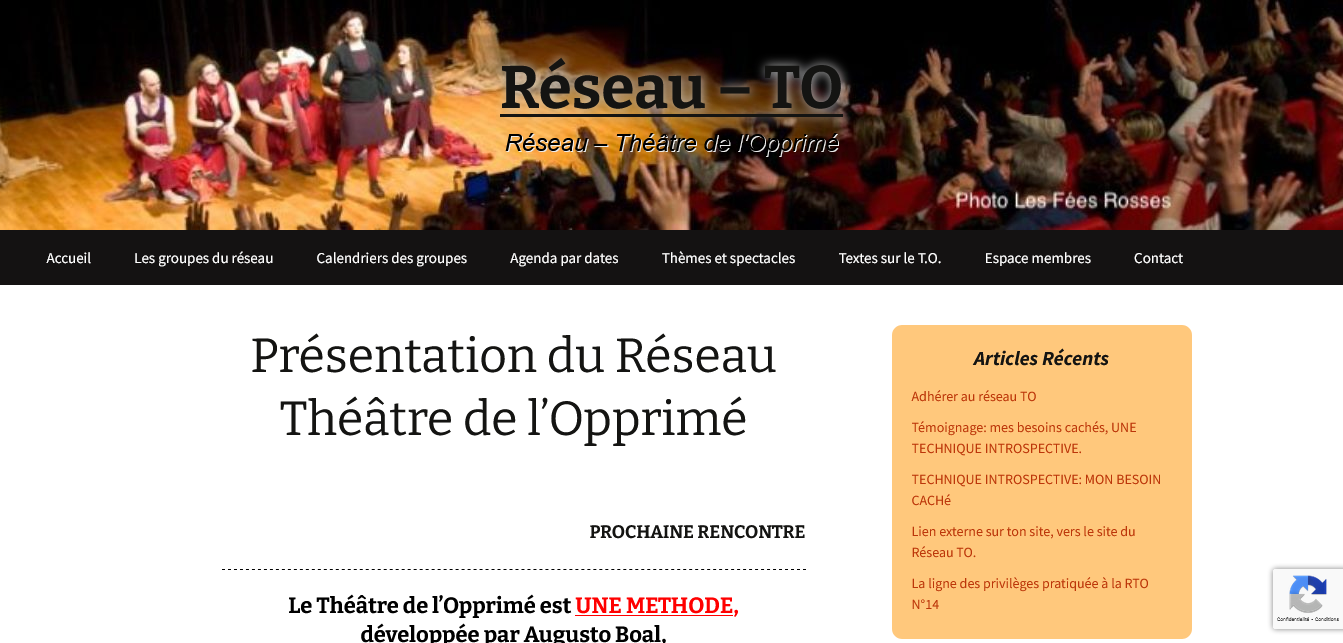 Réseau – TO
Réseau – Théâtre de l'Opprimé
Photo Les Fées Rosses
Accueil Les groupes du réseau Calendriers des groupes Agenda par dates Thèmes et spectacles Textes sur le T.O. Espace membres Contact
Présentation du Réseau
Théâtre de l’Opprimé
PROCHAINE RENCONTRE
Le Théâtre de l’Opprimé est UNE METHODE,
développée par Augusto Boal,
Articles Récents
Adhérer au réseau TO
Témoignage: mes besoins cachés, UNE
TECHNIQUE INTROSPECTIVE.
TECHNIQUE INTROSPECTIVE: MON BESOIN
CACHé
Lien externe sur ton site, vers le site du
Réseau TO.
La ligne des privilèges pratiquée à la RTO
N°14
Confidentialité - Conditions